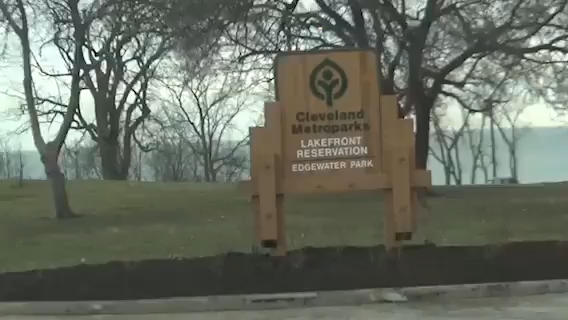 Cleveland
Metroparks
LAKEFRONT
RESERVATION
EDGEWATER PARK